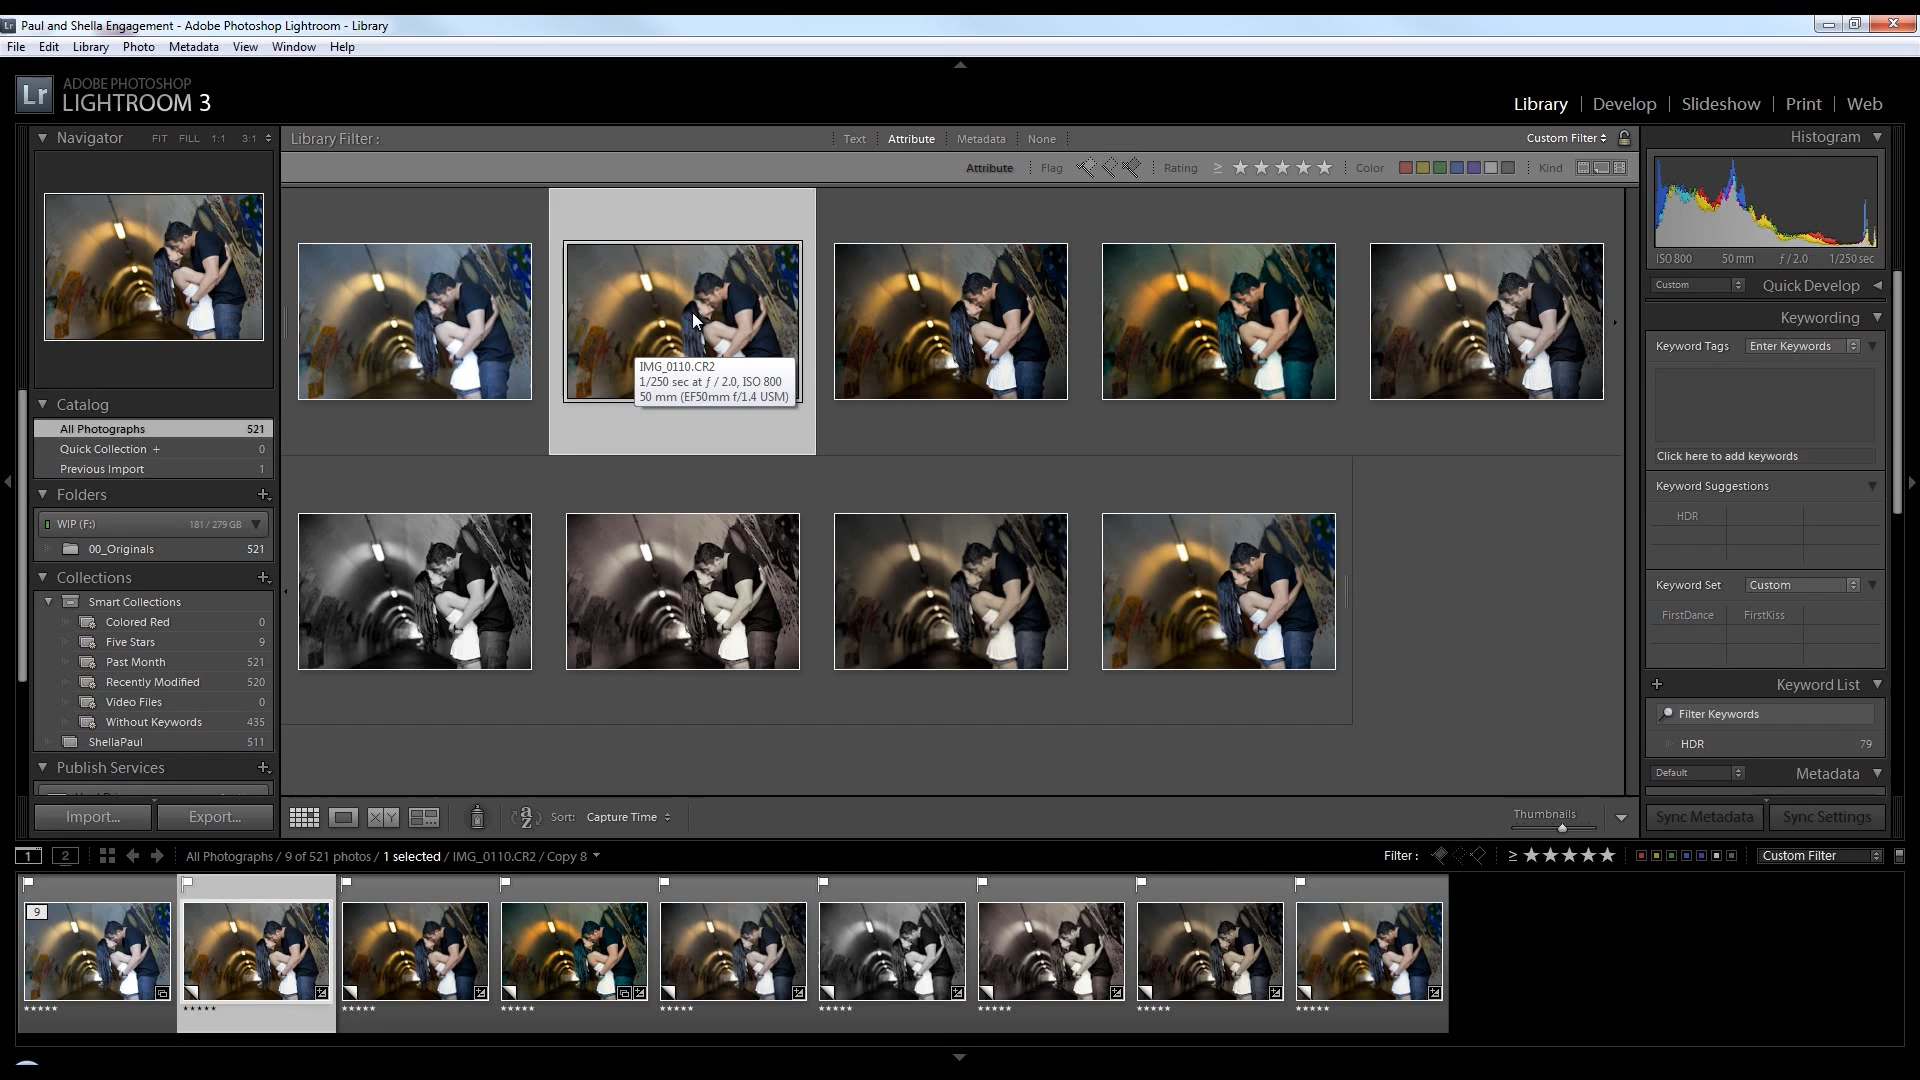 Paul and Shella Engagement - Adobe Photoshop Lightroom - Library
File Edit Library Photo Metadata View Window Help
Lr ADOBE PHOTOSHOP
LIGHTROOM 3
Library | Develop | Slideshow | Print | Web
Navigator FIT FILL 1:1 3:1
Library Filter : Text Attribute Metadata None Custom Filter
Histogram
Attribute Flag Rating ≥ ★★★★★ Color Kind
ISO 800 50 mm ƒ / 2.0 1/250 sec
Custom Quick Develop
Keywording
Keyword Tags Enter Keywords
IMG_0110.CR2
1/250 sec at ƒ / 2.0, ISO 800
50 mm (EF50mm f/1.4 USM)
Catalog
All Photographs 521
Quick Collection + 0
Previous Import 1
Click here to add keywords
Folders
Keyword Suggestions
HDR
WIP (F:) 181 / 279 GB
00_Originals 521
Collections
Keyword Set Custom
FirstDance FirstKiss
Smart Collections
Colored Red 0
Five Stars 9
Past Month 521
Recently Modified 520
Video Files 0
Without Keywords 435
ShellaPaul 511
Keyword List
Filter Keywords
HDR 79
Publish Services
Default Metadata
Import... Export...
XY
Sort: Capture Time
Thumbnails
Sync Metadata Sync Settings
1 2 All Photographs / 9 of 521 photos / 1 selected / IMG_0110.CR2 / Copy 8
Filter : ≥ ★★★★★ Custom Filter
9